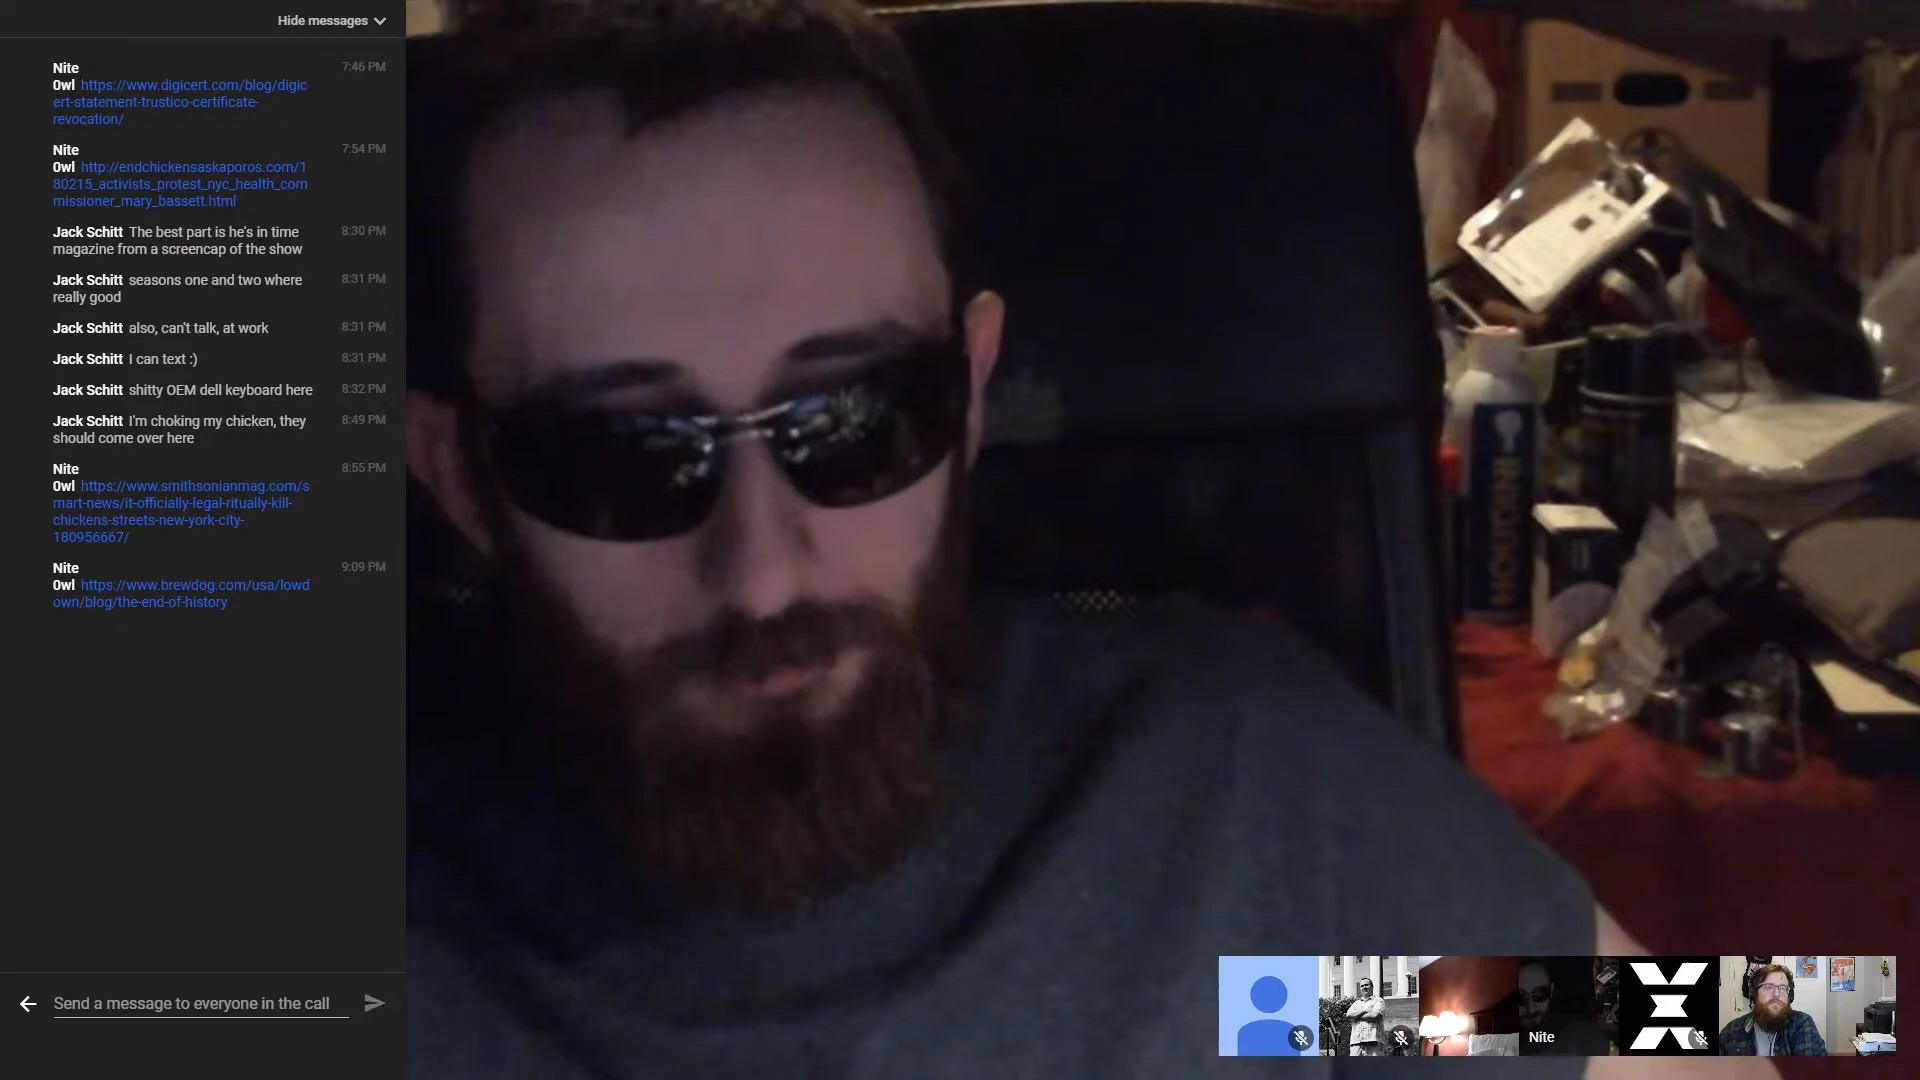 Hide messages
Nite 7:46 PM
0wl https://www.digicert.com/blog/digic
ert-statement-trustico-certificate-
revocation/
Nite 7:54 PM
0wl http://endchickensaskaporos.com/1
80215_activists_protest_nyc_health_com
missioner_mary_bassett.html
Jack Schitt The best part is he's in time 8:30 PM
magazine from a screencap of the show
Jack Schitt seasons one and two where 8:31 PM
really good
Jack Schitt also, can't talk, at work 8:31 PM
Jack Schitt I can text :) 8:31 PM
Jack Schitt shitty OEM dell keyboard here 8:32 PM
Jack Schitt I'm choking my chicken, they 8:49 PM
should come over here
Nite 8:55 PM
0wl https://www.smithsonianmag.com/s
mart-news/it-officially-legal-ritually-kill-
chickens-streets-new-york-city-
180956667/
Nite 9:09 PM
0wl https://www.brewdog.com/usa/lowd
own/blog/the-end-of-history
Send a message to everyone in the call
Nite